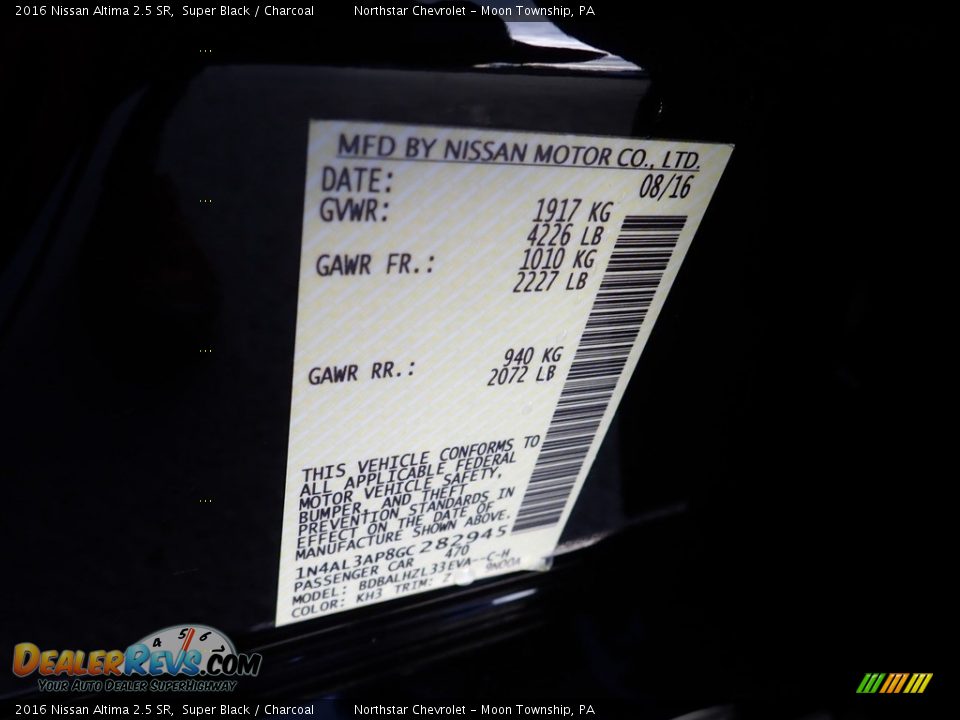 2016 Nissan Altima 2.5 SR, Super Black / Charcoal Northstar Chevrolet - Moon Township, PA
MFD BY NISSAN MOTOR CO., LTD.
DATE: 08/16
GVWR: 1917 KG
4226 LB
GAWR FR.: 1010 KG
2227 LB
GAWR RR.: 940 KG
2072 LB
THIS VEHICLE CONFORMS TO
ALL APPLICABLE FEDERAL
MOTOR VEHICLE SAFETY,
BUMPER, AND THEFT
PREVENTION STANDARDS IN
EFFECT ON THE DATE OF
MANUFACTURE SHOWN ABOVE.
1N4AL3AP8GC282945
PASSENGER CAR 470
MODEL: BDBALHZL33EVA--C-H
COLOR: KH3 TRIM:
4 5 6
DEALERREVS.COM
YOUR AUTO DEALER SUPERHIGHWAY
2016 Nissan Altima 2.5 SR, Super Black / Charcoal Northstar Chevrolet - Moon Township, PA